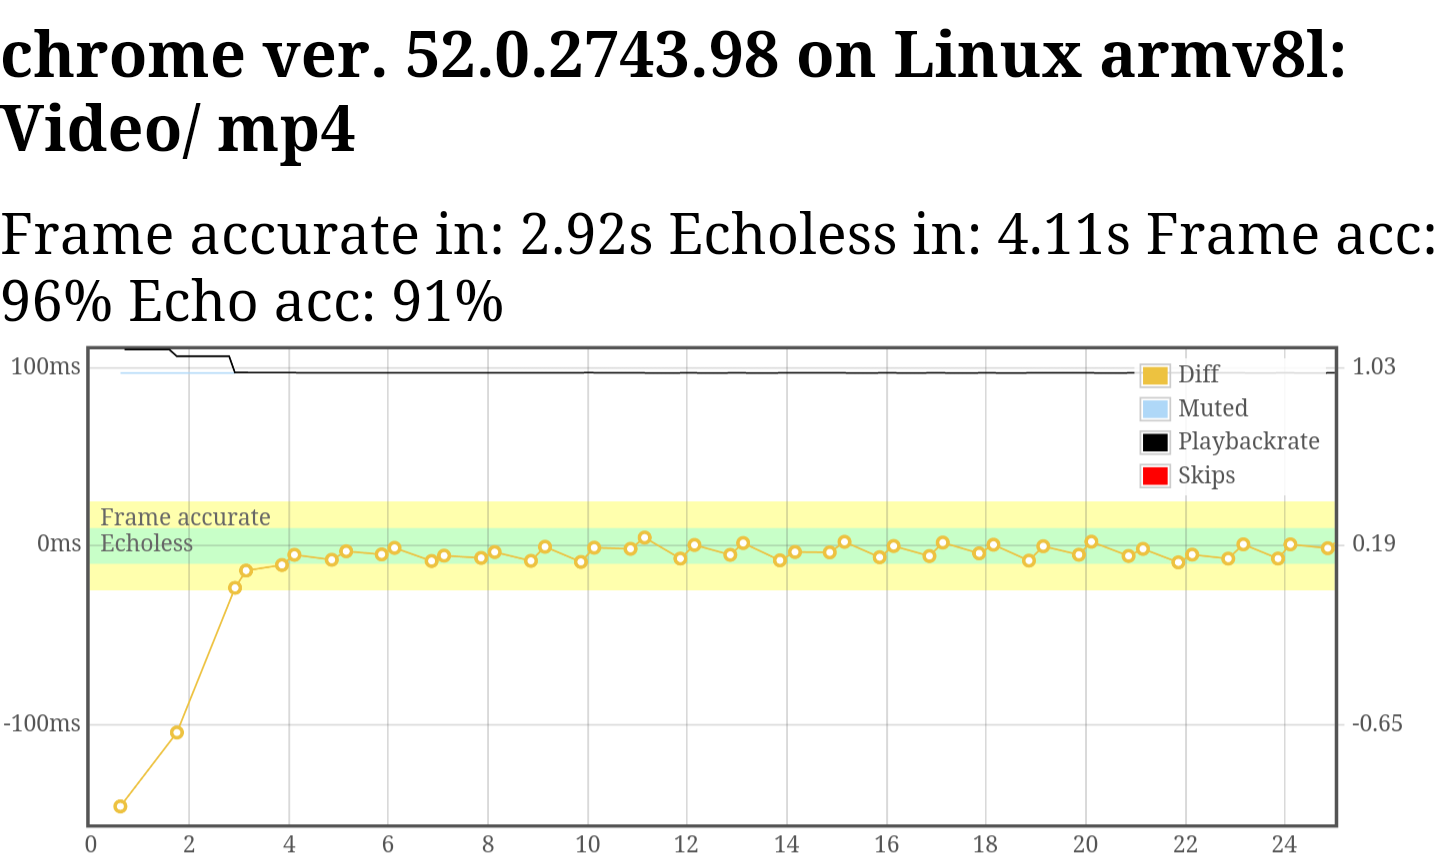 chrome ver. 52.0.2743.98 on Linux armv8l:
Video/ mp4
Frame accurate in: 2.92s Echoless in: 4.11s Frame acc:
96% Echo acc: 91%
100ms
1.03
Diff
Muted
Playbackrate
Skips
Frame accurate
Echoless
0ms
0.19
-100ms
-0.65
0 2 4 6 8 10 12 14 16 18 20 22 24